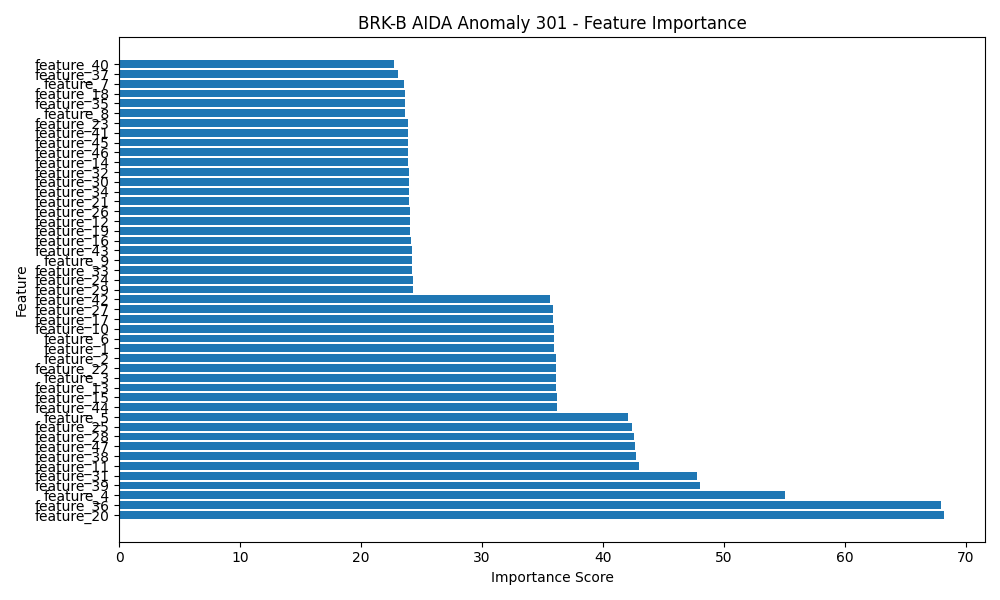 BRK-B AIDA Anomaly 301 - Feature Importance
Feature
feature_40
feature_37
feature_7
feature_18
feature_35
feature_8
feature_23
feature_41
feature_45
feature_46
feature_14
feature_32
feature_30
feature_34
feature_21
feature_26
feature_12
feature_19
feature_16
feature_43
feature_9
feature_33
feature_24
feature_29
feature_42
feature_27
feature_17
feature_10
feature_6
feature_1
feature_2
feature_22
feature_3
feature_13
feature_15
feature_44
feature_5
feature_25
feature_28
feature_47
feature_38
feature_11
feature_31
feature_39
feature_4
feature_36
feature_20
0 10 20 30 40 50 60 70
Importance Score